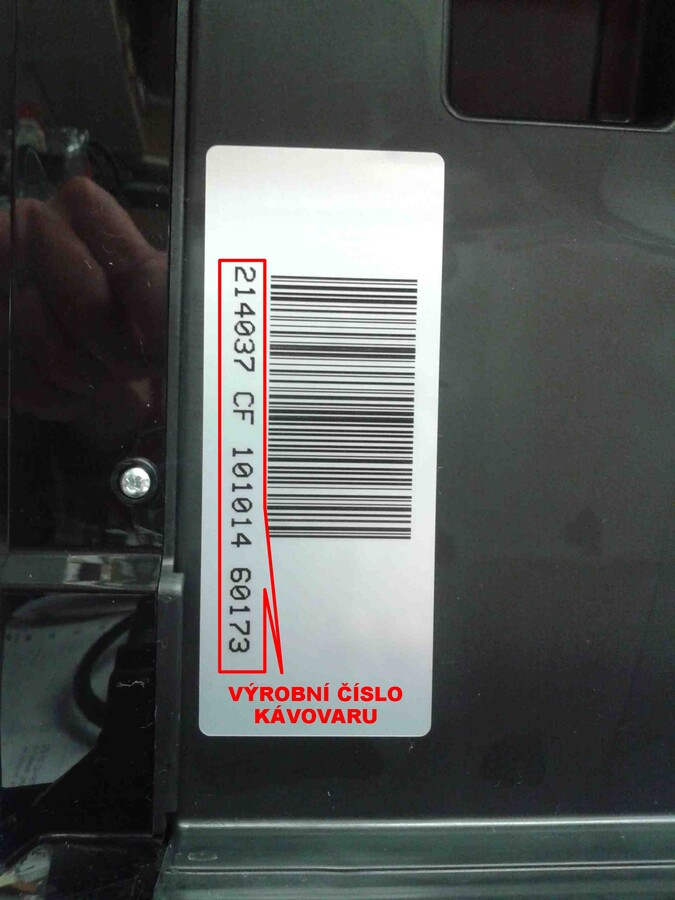 214037 CF 101014 60173
VÝROBNÍ ČÍSLO
KÁVOVARU